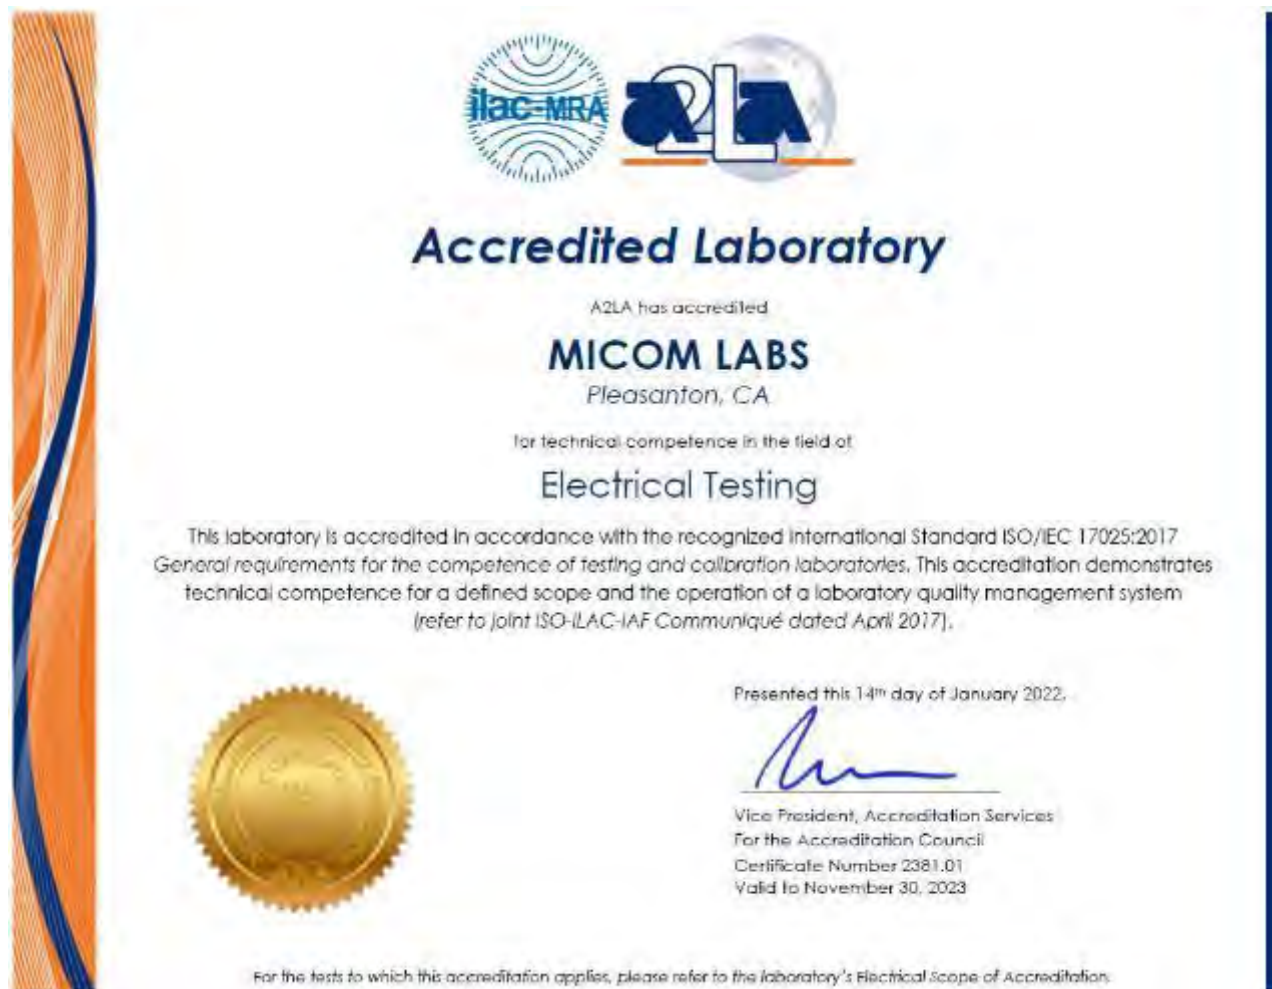 ilac-MRA
a2La
Accredited Laboratory
A2LA has accredited
MICOM LABS
Pleasanton, CA
for technical competence in the field of
Electrical Testing
This laboratory is accredited in accordance with the recognized International Standard ISO/IEC 17025:2017
General requirements for the competence of testing and calibration laboratories. This accreditation demonstrates
technical competence for a defined scope and the operation of a laboratory quality management system
(refer to joint ISO-ILAC-IAF Communiqué dated April 2017).
Presented this 14th day of January 2022.
Vice President, Accreditation Services
For the Accreditation Council
Certificate Number 2381.01
Valid to November 30, 2023
For the tests to which this accreditation applies, please refer to the laboratory's Electrical Scope of Accreditation.